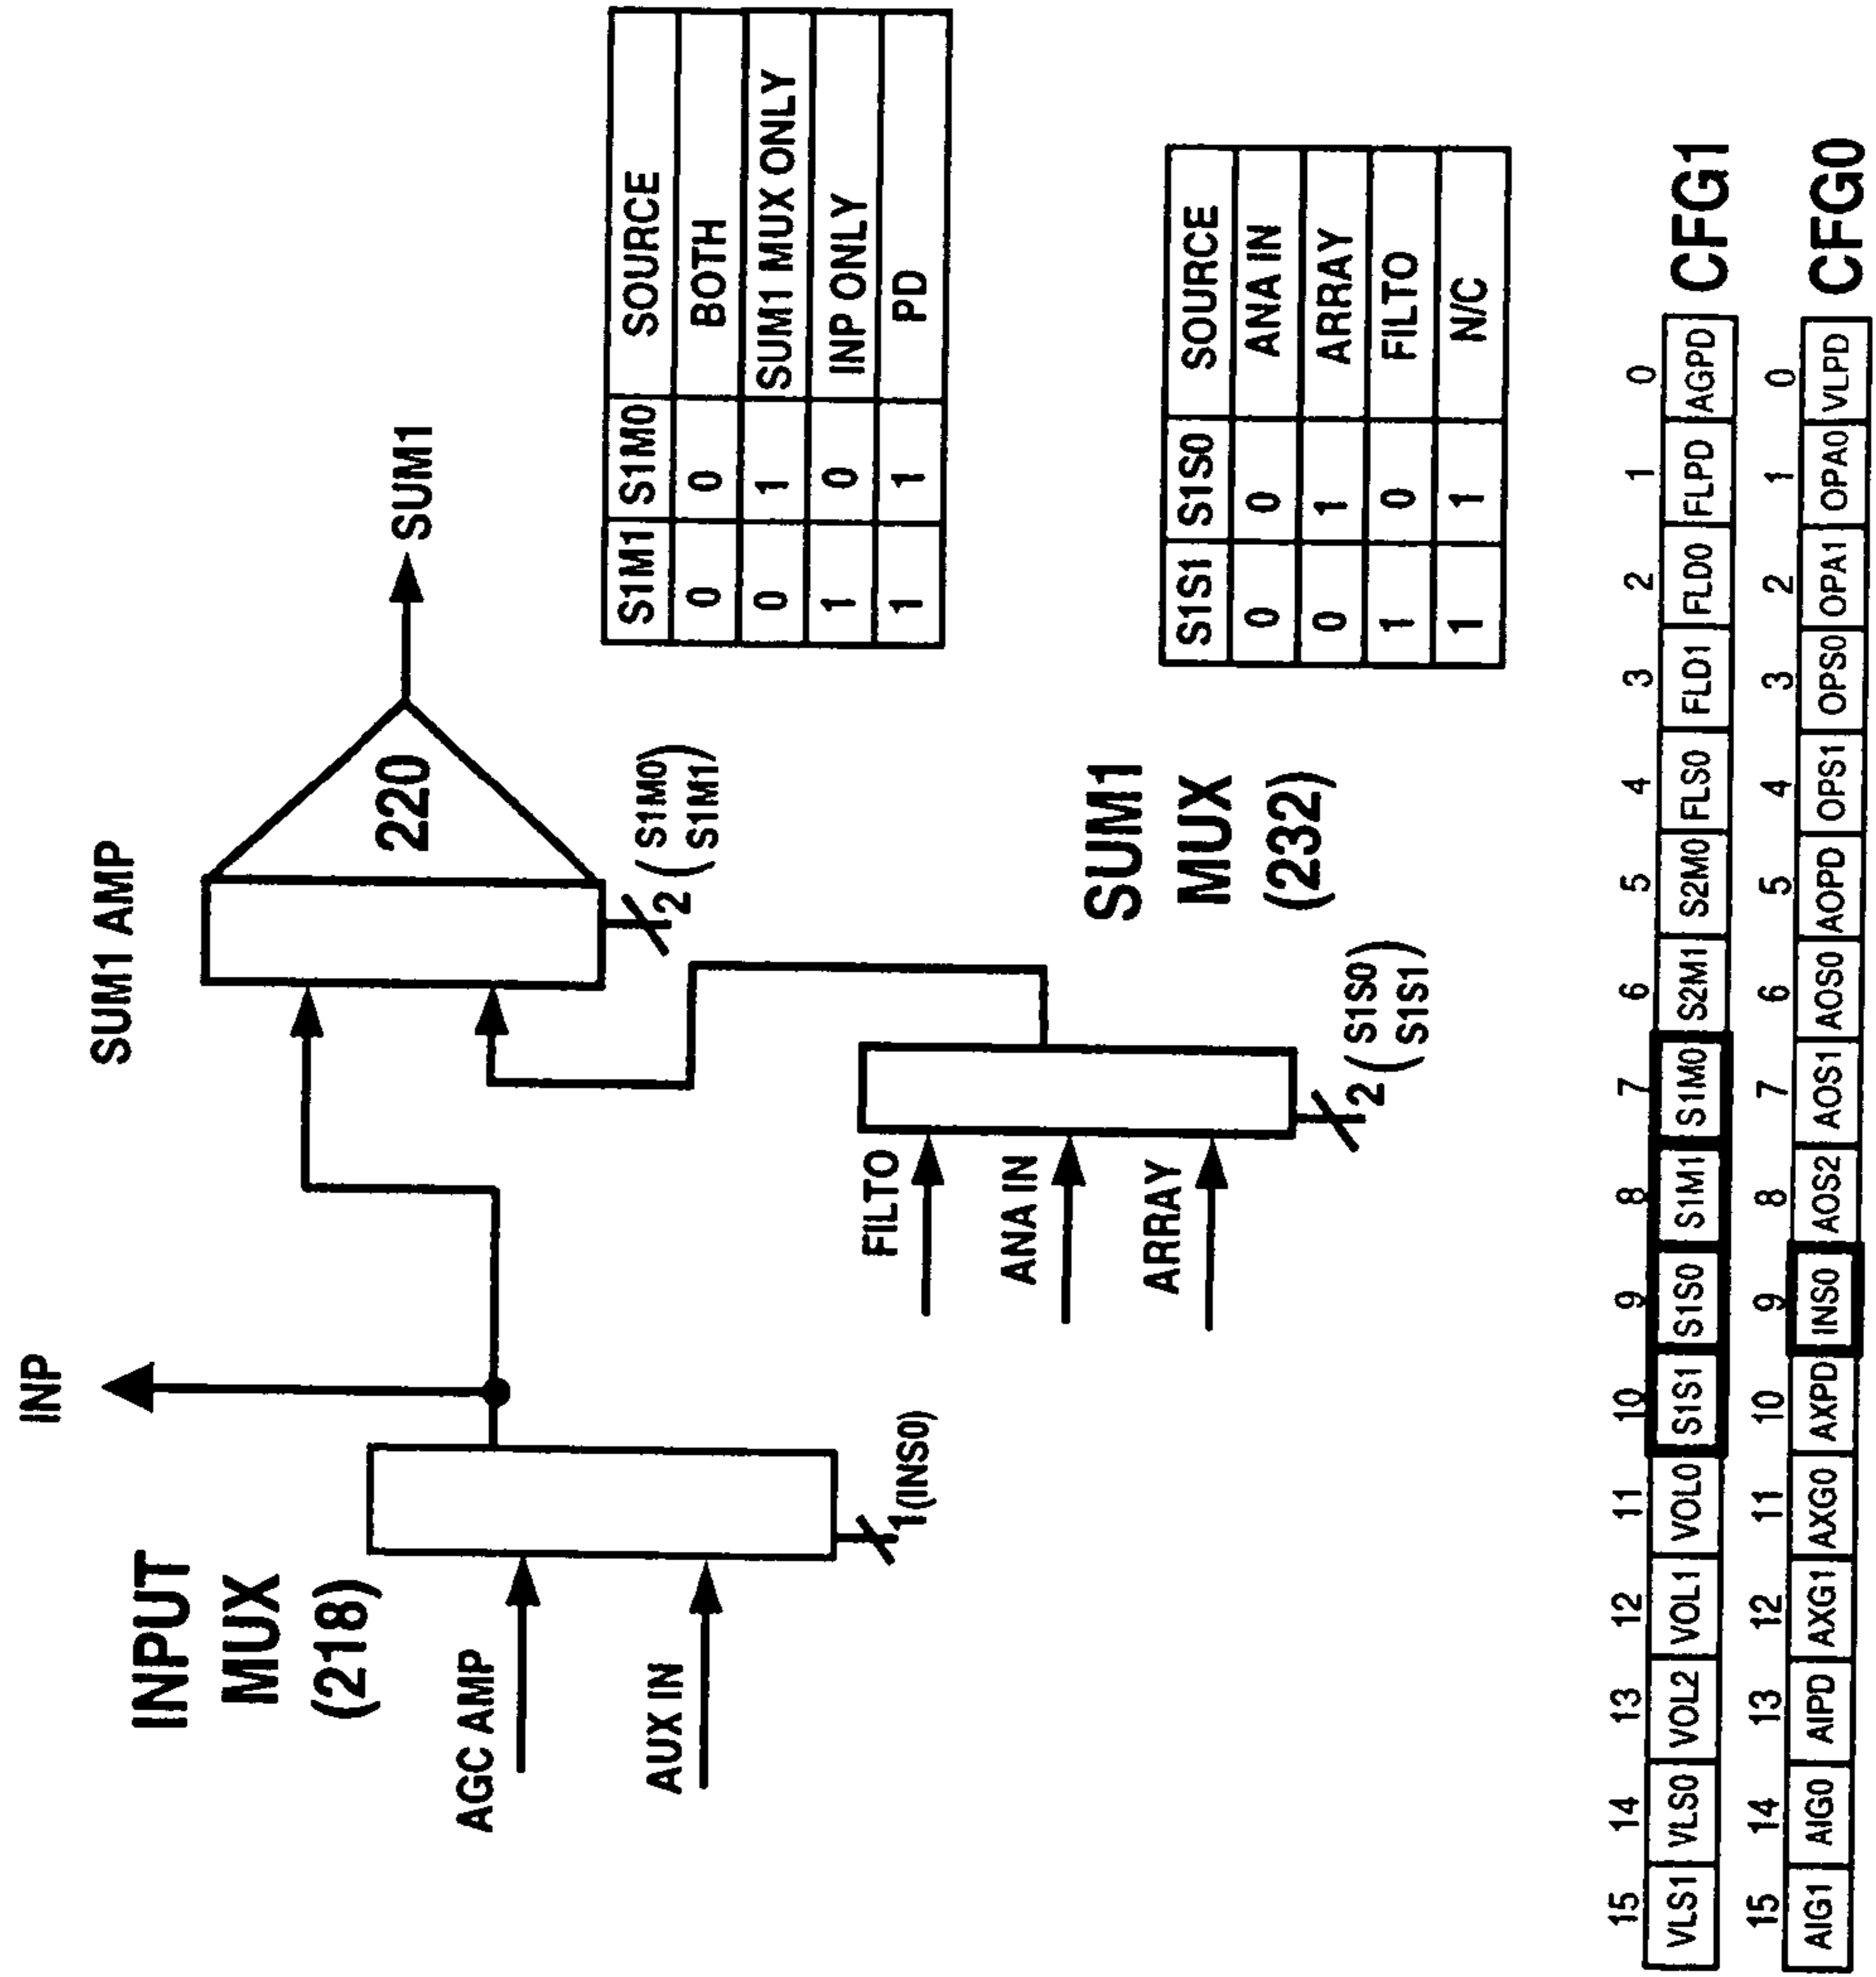 INPUT
MUX
(218)
INP
AGC AMP
AUX IN
1(INS0)
SUM1 AMP
220
SUM1
2 (S1M0)
(S1M1)
FILTO
ANA IN
ARRAY
2 (S1S0)
(S1S1)
SUM1
MUX
(232)
S1M1 S1M0 SOURCE
0 0 BOTH
0 1 SUM1 MUX ONLY
1 0 INP ONLY
1 1 PD
S1S1 S1S0 SOURCE
0 0 ANA IN
0 1 ARRAY
1 0 FILTO
1 1 N/C
15 14 13 12 11 10 9 8 7 6 5 4 3 2 1 0
VLS1 VLS0 VOL2 VOL1 VOL0 S1S1 S1S0 S1M1 S1M0 S2M1 S2M0 FLS0 FLD1 FLD0 FLPD AGPD CFG1
15 14 13 12 11 10 9 8 7 6 5 4 3 2 1 0
AIG1 AIG0 AIPD AXG1 AXG0 AXPD INS0 AOS2 AOS1 AOS0 AOPD OPS1 OPS0 OPA1 OPA0 VLPD CFG0